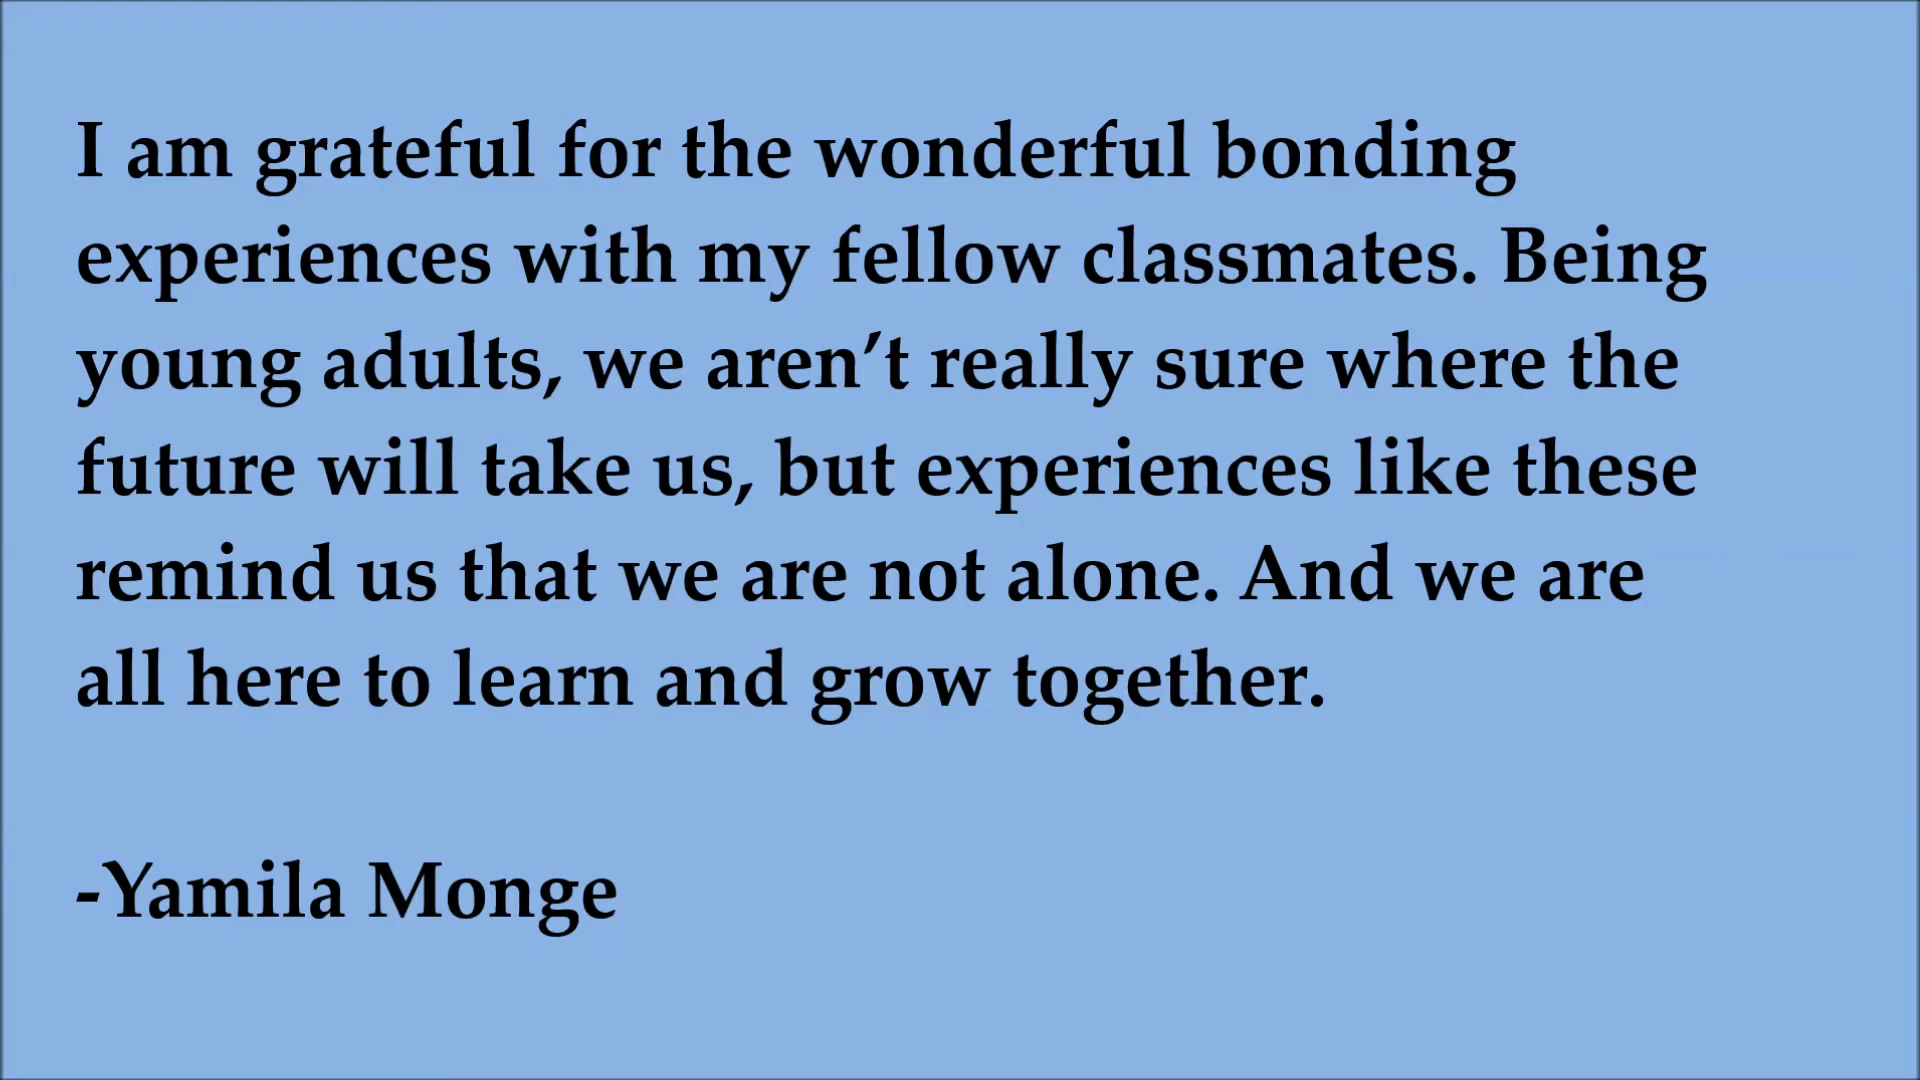 I am grateful for the wonderful bonding
experiences with my fellow classmates. Being
young adults, we aren’t really sure where the
future will take us, but experiences like these
remind us that we are not alone. And we are
all here to learn and grow together.
-Yamila Monge